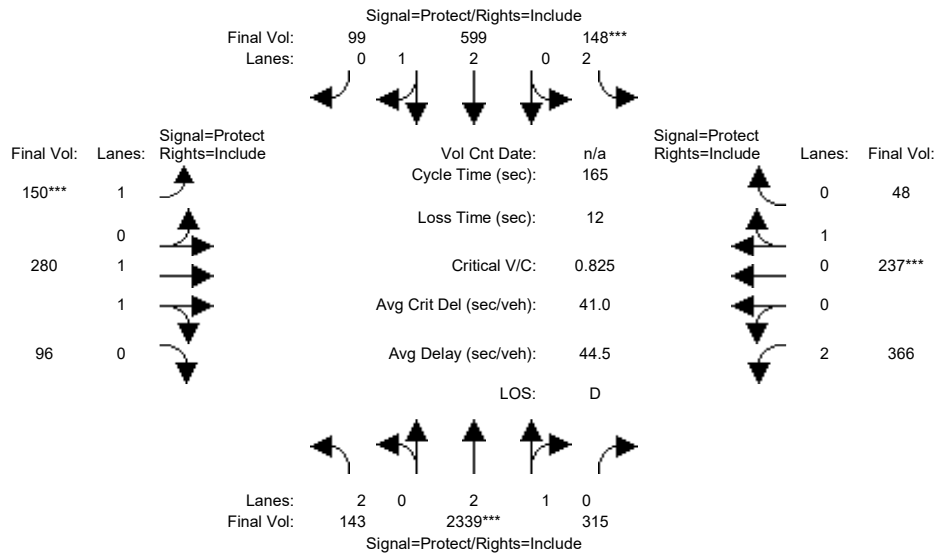 Signal=Protect/Rights=Include
Final Vol: 99 599 148***
Lanes: 0 1 2 0 2
Signal=Protect
Final Vol: Lanes: Rights=Include
Vol Cnt Date: n/a
Signal=Protect
Rights=Include Lanes: Final Vol:
Cycle Time (sec): 165
150*** 1
0 48
Loss Time (sec): 12
0
1
280 1
Critical V/C: 0.825
0 237***
1
Avg Crit Del (sec/veh): 41.0
0
96 0
Avg Delay (sec/veh): 44.5
2 366
LOS: D
Lanes: 2 0 2 1 0
Final Vol: 143 2339*** 315
Signal=Protect/Rights=Include